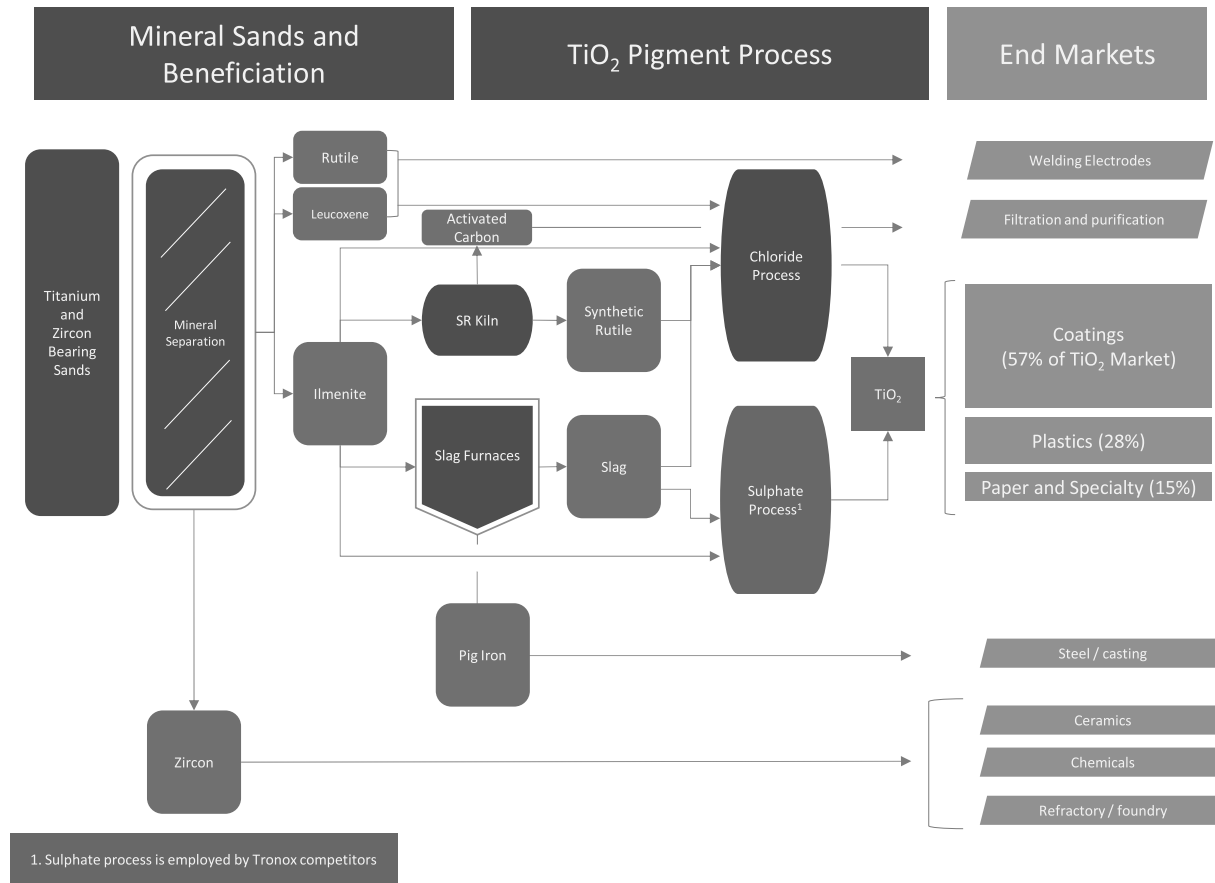 Mineral Sands and
Beneficiation
TiO₂ Pigment Process
End Markets
Titanium
and
Zircon
Bearing
Sands
Mineral
Separation
Rutile
Leucoxene
Ilmenite
Activated
Carbon
SR Kiln
Synthetic
Rutile
Slag Furnaces
Slag
Chloride
Process
Sulphate
Process¹
TiO₂
Pig Iron
Zircon
Welding Electrodes
Filtration and purification
Coatings
(57% of TiO₂ Market)
Plastics (28%)
Paper and Specialty (15%)
Steel / casting
Ceramics
Chemicals
Refractory / foundry
1. Sulphate process is employed by Tronox competitors